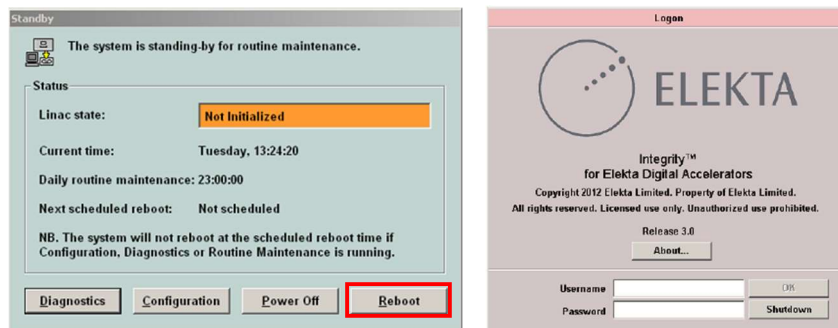 Standby
The system is standing-by for routine maintenance.
Status
Linac state: Not Initialized
Current time: Tuesday, 13:24:20
Daily routine maintenance: 23:00:00
Next scheduled reboot: Not scheduled
NB. The system will not reboot at the scheduled reboot time if
Configuration, Diagnostics or Routine Maintenance is running.
Diagnostics Configuration Power Off Reboot
Logon
ELEKTA
Integrity™
for Elekta Digital Accelerators
Copyright 2012 Elekta Limited. Property of Elekta Limited.
All rights reserved. Licensed use only. Unauthorized use prohibited.
Release 3.0
About...
Username OK
Password Shutdown